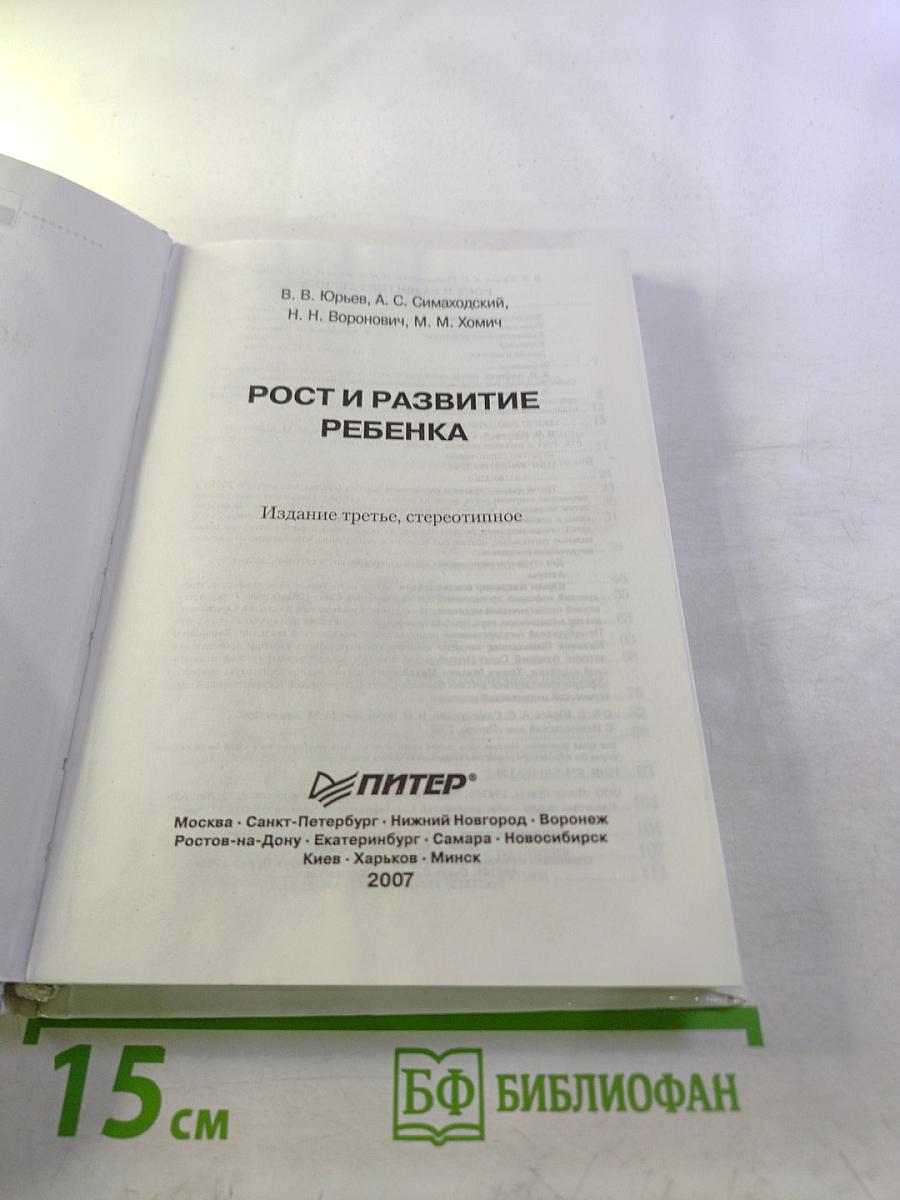 В. В. Юрьев, А. С. Симаходский,
Н. Н. Воронович, М. М. Хомич
РОСТ И РАЗВИТИЕ
РЕБЕНКА
Издание третье, стереотипное
ПИТЕР®
Москва · Санкт-Петербург · Нижний Новгород · Воронеж
Ростов-на-Дону · Екатеринбург · Самара · Новосибирск
Киев · Харьков · Минск
2007
15 см
БФ БИБЛИОФАН